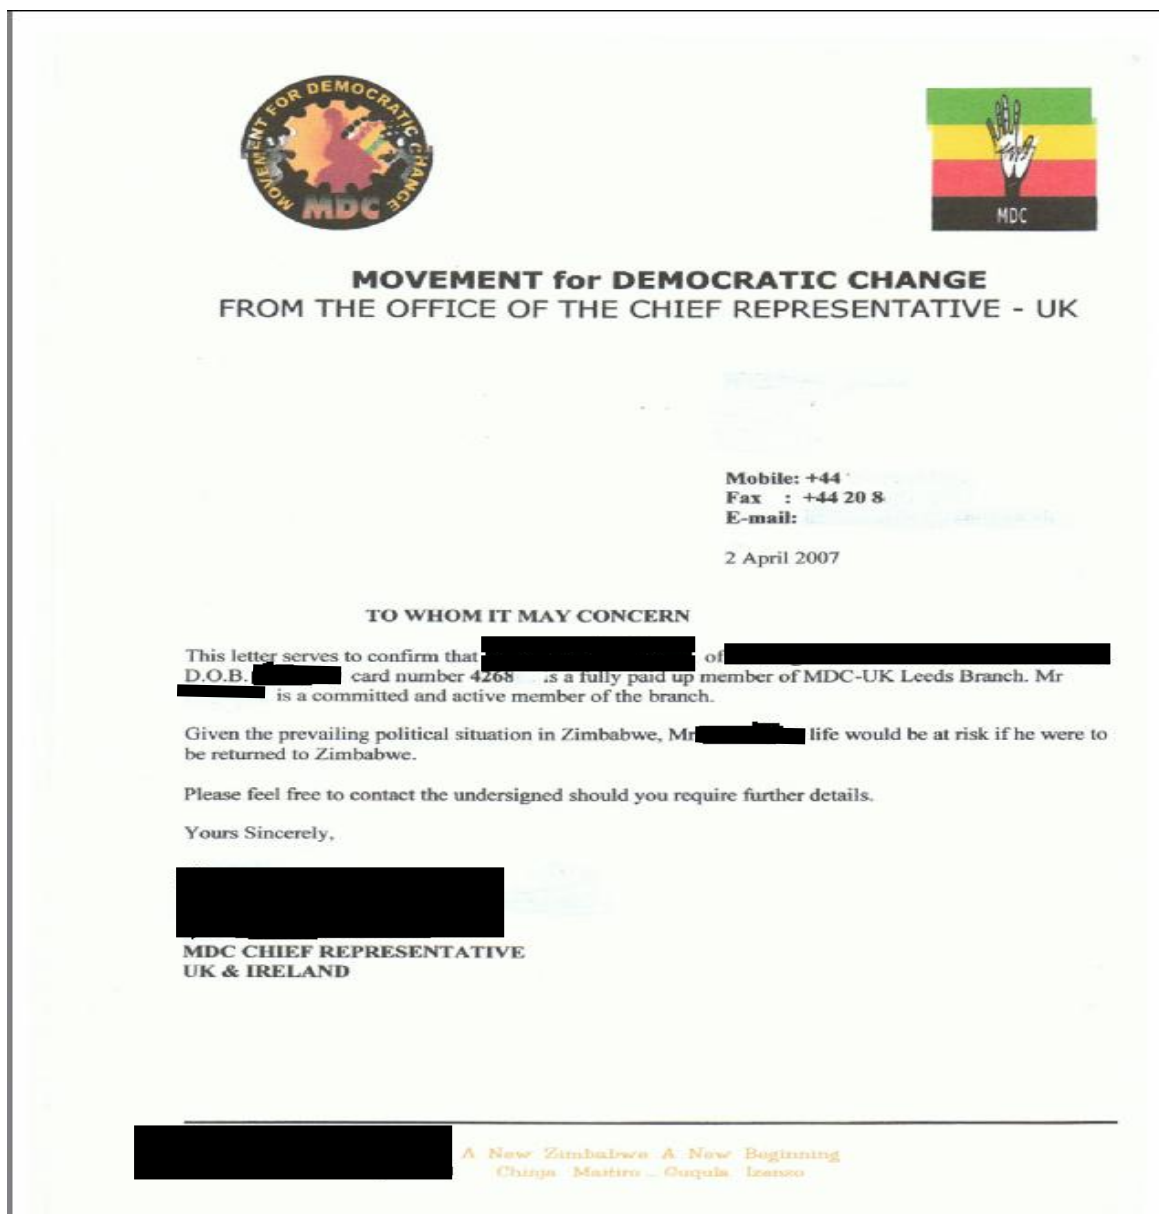 MOVEMENT FOR DEMOCRATIC CHANGE
MDC
MDC
MOVEMENT for DEMOCRATIC CHANGE
FROM THE OFFICE OF THE CHIEF REPRESENTATIVE - UK
Mobile: +44
Fax : +44 20 8
E-mail:
2 April 2007
TO WHOM IT MAY CONCERN
This letter serves to confirm that of
D.O.B. card number 4268 is a fully paid up member of MDC-UK Leeds Branch. Mr
is a committed and active member of the branch.
Given the prevailing political situation in Zimbabwe, Mr life would be at risk if he were to
be returned to Zimbabwe.
Please feel free to contact the undersigned should you require further details.
Yours Sincerely,
MDC CHIEF REPRESENTATIVE
UK & IRELAND
A New Zimbabwe A New Beginning
Chinja Maitiro Guqula Izenzo